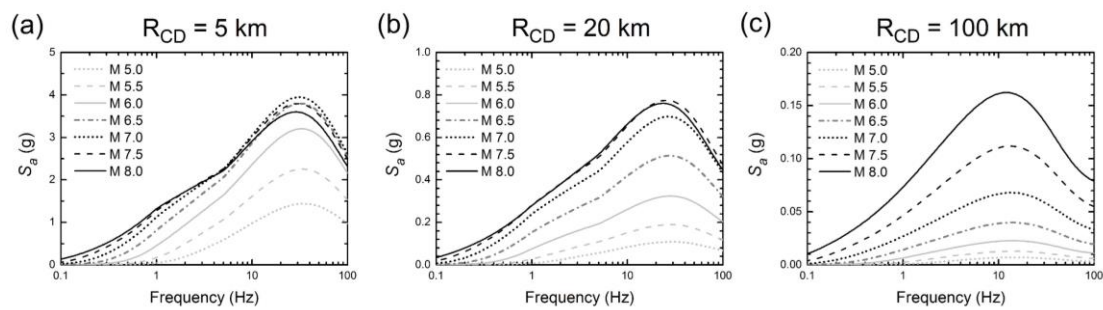 (a) R_CD = 5 km
5
4
3
2
1
0
S_a (g)
M 5.0
M 5.5
M 6.0
M 6.5
M 7.0
M 7.5
M 8.0
0.1 1 10 100
Frequency (Hz)
(b) R_CD = 20 km
1.0
0.8
0.6
0.4
0.2
0.0
S_a (g)
M 5.0
M 5.5
M 6.0
M 6.5
M 7.0
M 7.5
M 8.0
0.1 1 10 100
Frequency (Hz)
(c) R_CD = 100 km
0.20
0.15
0.10
0.05
0.00
S_a (g)
M 5.0
M 5.5
M 6.0
M 6.5
M 7.0
M 7.5
M 8.0
0.1 1 10 100
Frequency (Hz)